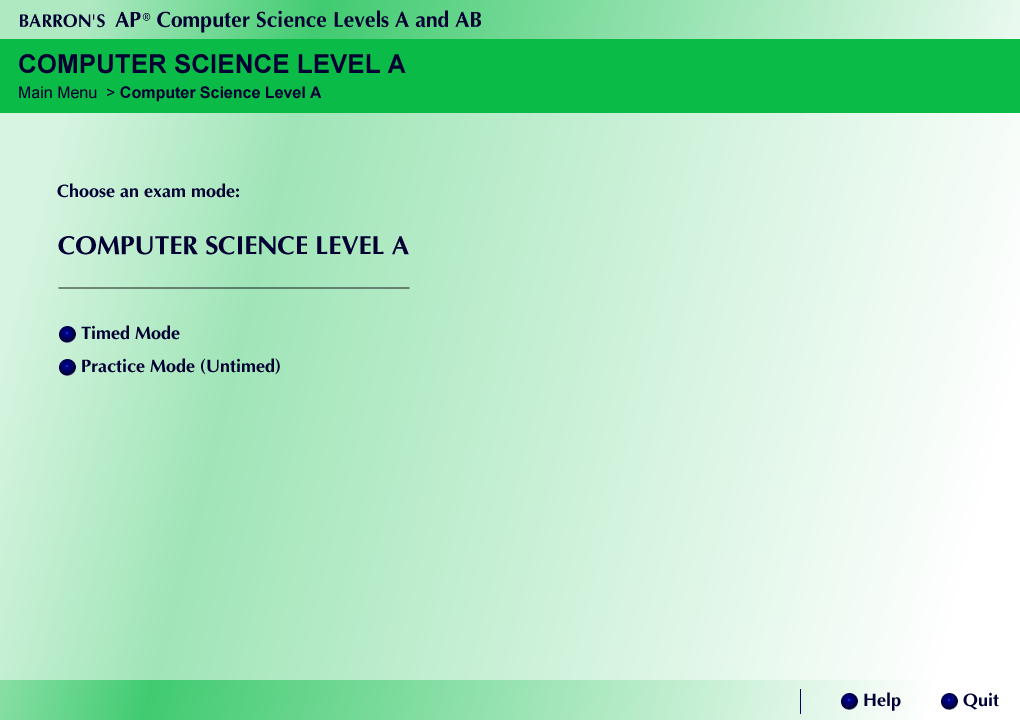 BARRON'S AP® Computer Science Levels A and AB
COMPUTER SCIENCE LEVEL A
Main Menu > Computer Science Level A
Choose an exam mode:
COMPUTER SCIENCE LEVEL A
Timed Mode
Practice Mode (Untimed)
Help Quit